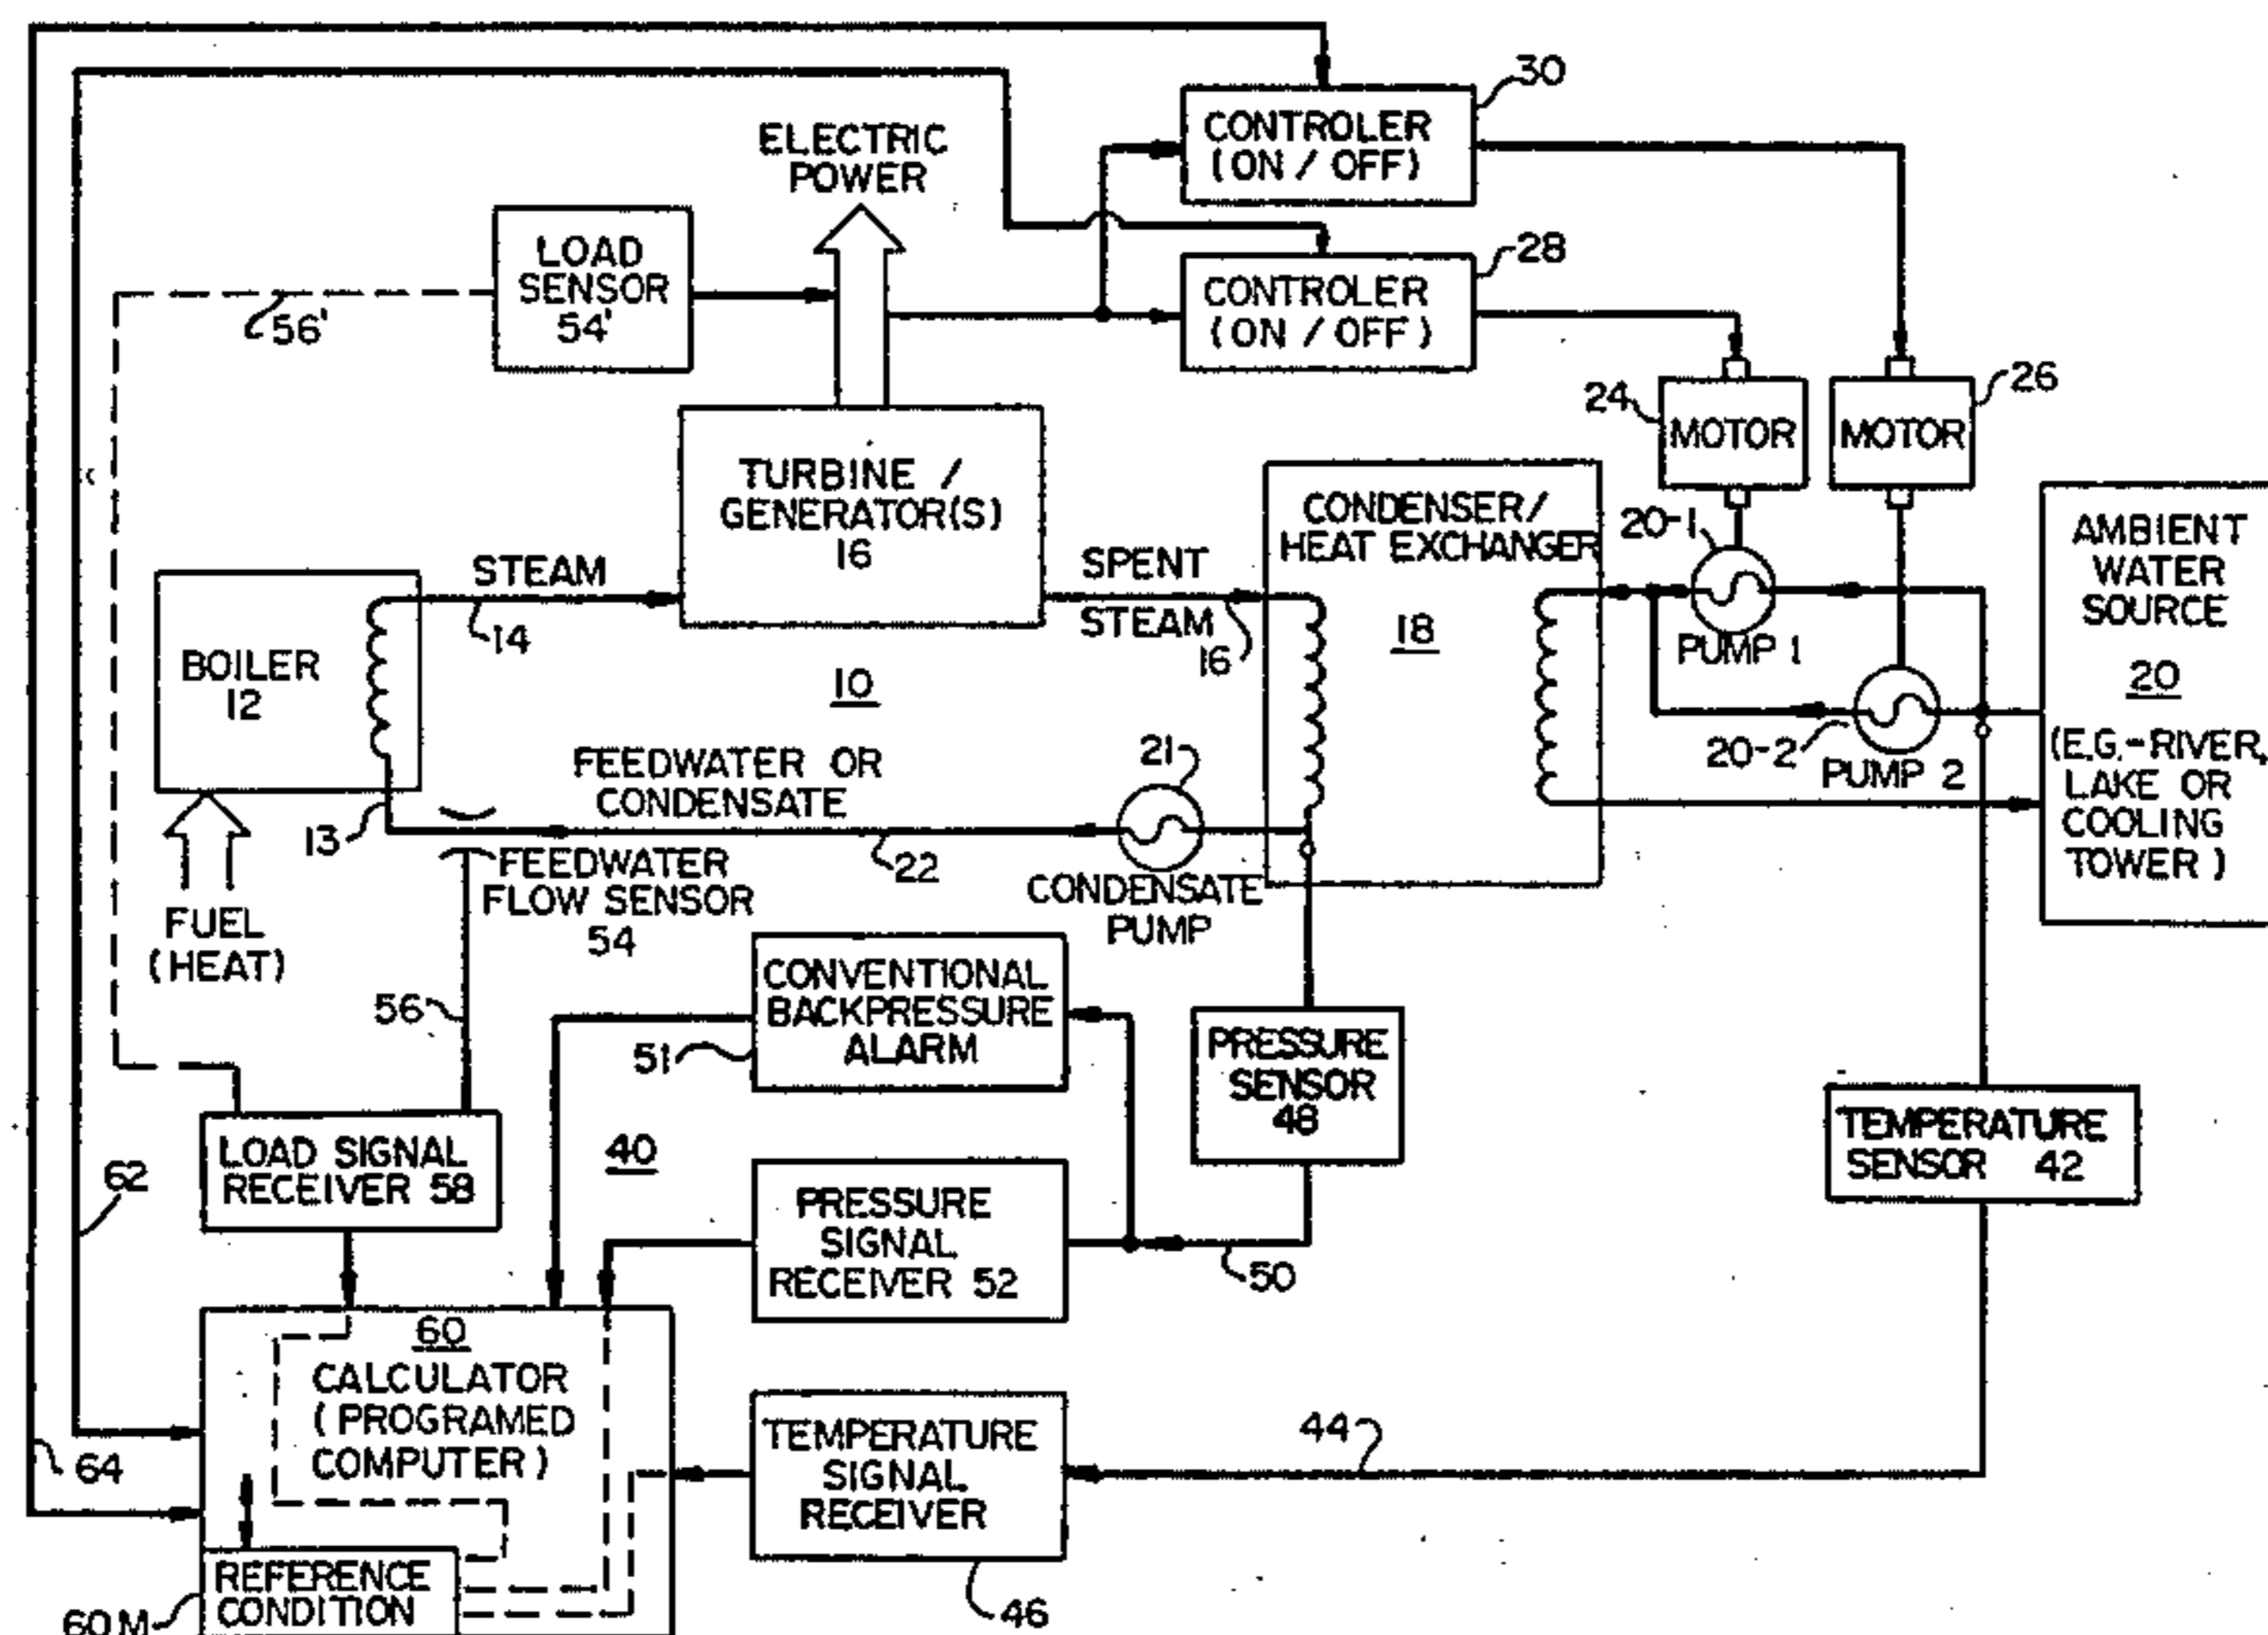 30
CONTROLER
(ON / OFF)
ELECTRIC
POWER
LOAD
SENSOR
54'
28
CONTROLER
(ON / OFF)
56'
24
MOTOR
26
MOTOR
TURBINE /
GENERATOR(S)
16
CONDENSER/
HEAT EXCHANGER
18
20-1
PUMP 1
AMBIENT
WATER
SOURCE
20
(E.G.-RIVER,
LAKE OR
COOLING
TOWER)
STEAM
14
SPENT
STEAM
16
BOILER
12
10
20-2
PUMP 2
FEEDWATER OR
CONDENSATE
21
13
22
FEEDWATER
FLOW SENSOR
54
CONDENSATE
PUMP
FUEL
(HEAT)
56
CONVENTIONAL
BACKPRESSURE
ALARM
51
PRESSURE
SENSOR
48
TEMPERATURE
SENSOR 42
LOAD SIGNAL
RECEIVER 58
40
62
PRESSURE
SIGNAL
RECEIVER 52
50
60
CALCULATOR
(PROGRAMED
COMPUTER)
64
TEMPERATURE
SIGNAL
RECEIVER
44
REFERENCE
CONDITION
60M
46